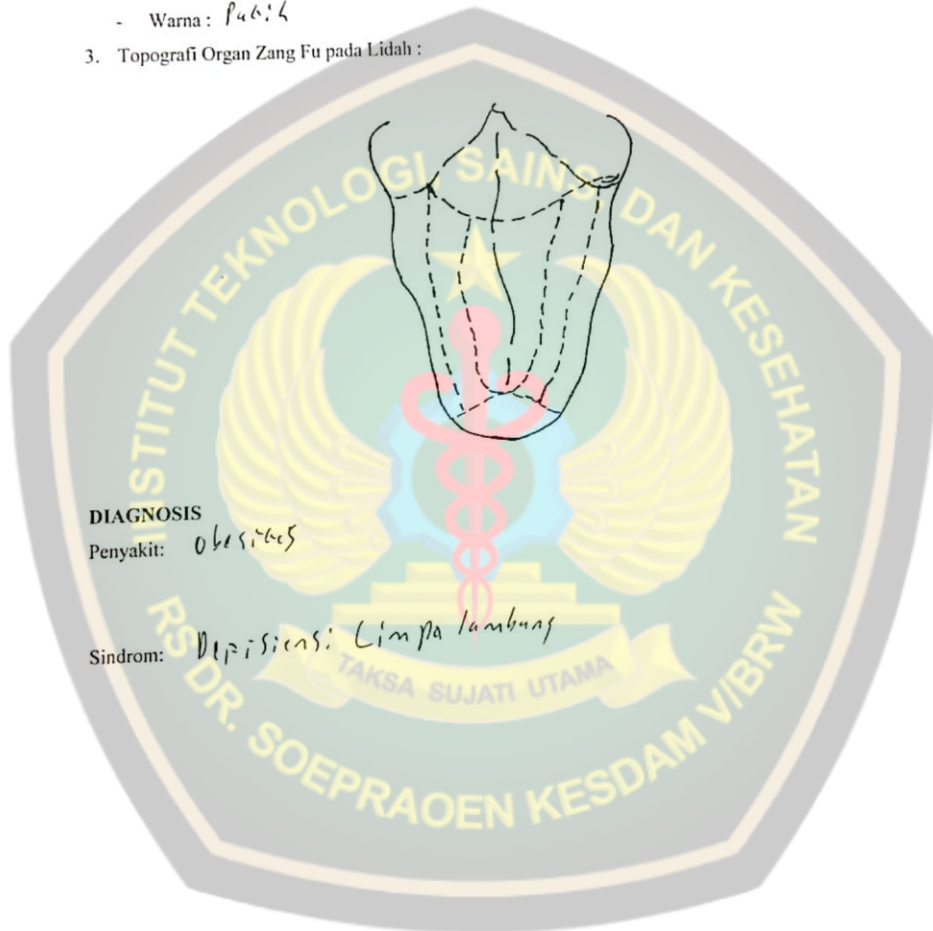 - Warna : Putih
3. Topografi Organ Zang Fu pada Lidah :
INSTITUT TEKNOLOGI, SAINS, DAN KESEHATAN
DIAGNOSIS
Penyakit: Obesitas
Sindrom: Depisiensi Limpa lambung
TAKSA SUJATI UTAMA
RS DR. SOEPRAOEN KESDAM V/BRW